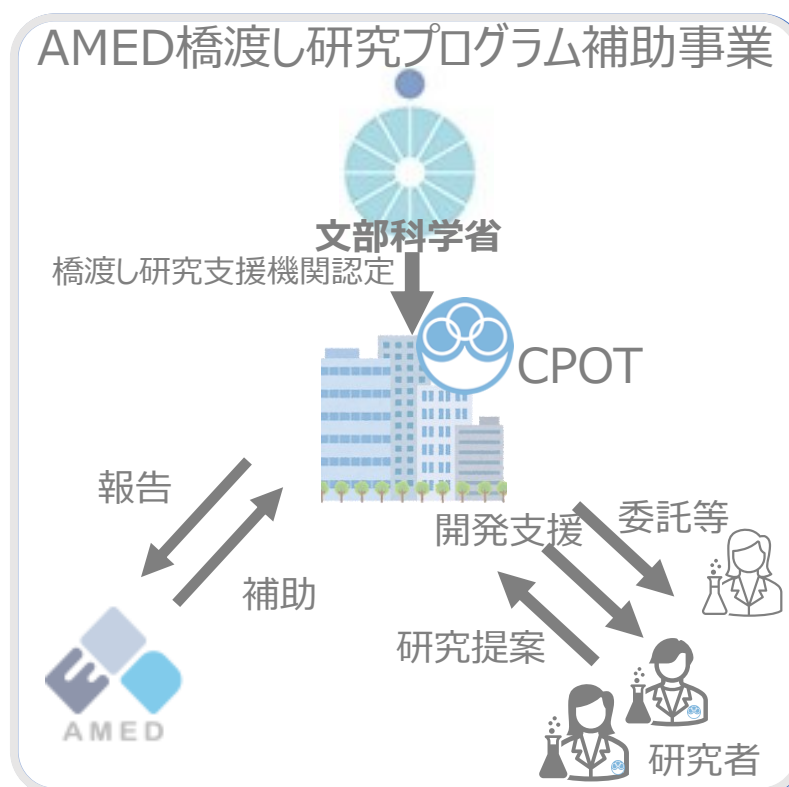 AMED橋渡し研究プログラム補助事業
文部科学省
橋渡し研究支援機関認定
CPOT
報告
補助
開発支援
委託等
研究提案
AMED
研究者